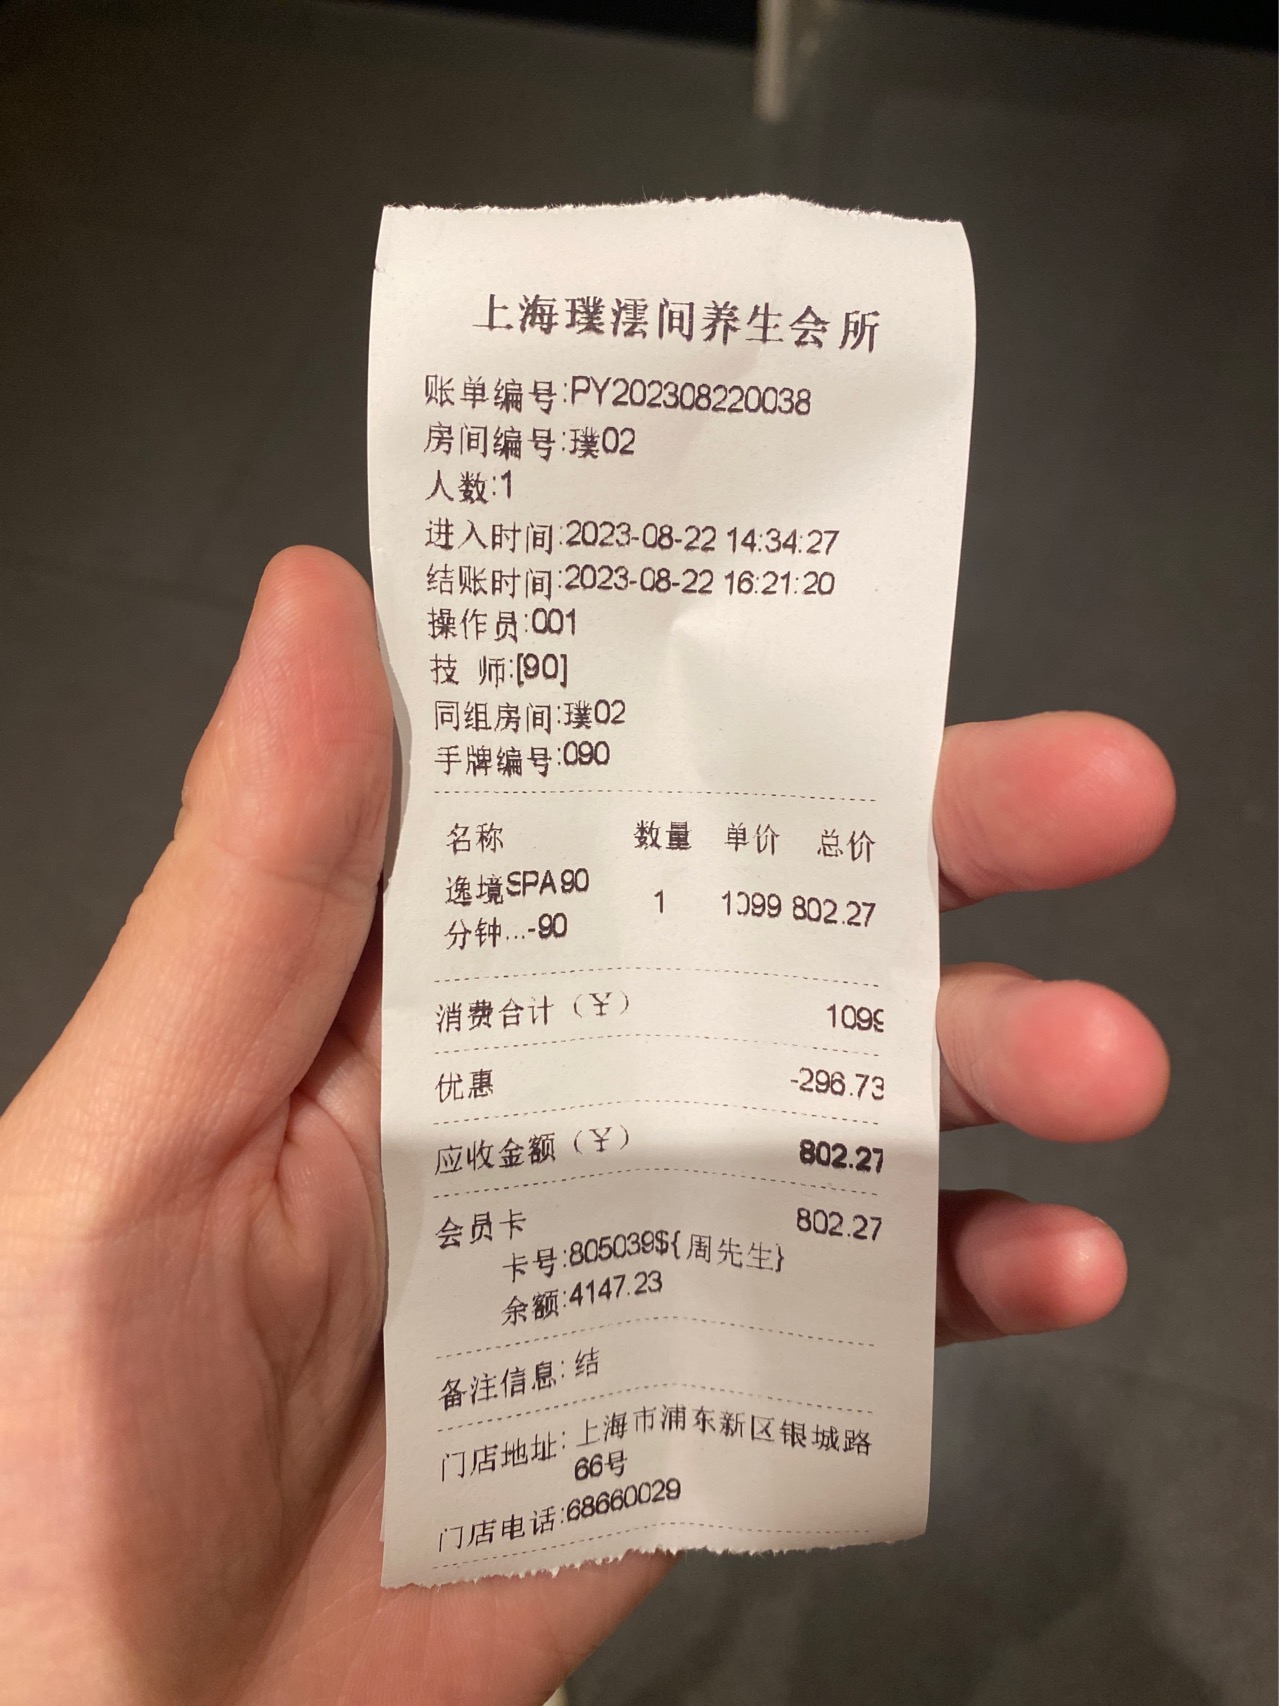 上海璞澐间养生会所
账单编号:PY202308220038
房间编号:璞02
人数:1
进入时间:2023-08-22 14:34:27
结账时间:2023-08-22 16:21:20
操作员:001
技 师:[90]
同组房间:璞02
手牌编号:090
名称 数量 单价 总价
逸境SPA90 1 1099 802.27
分钟...-90
消费合计（￥） 1099
优惠 -296.73
应收金额（￥） 802.27
会员卡 802.27
卡号:805039${周先生}
余额:4147.23
备注信息: 结
门店地址: 上海市浦东新区银城路
66号
门店电话:68660029